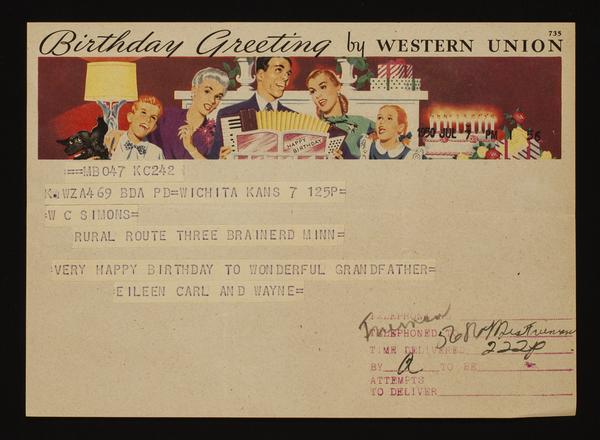 Birthday Greeting by WESTERN UNION
735
HAPPY BIRTHDAY
1950 JUL 7 PM 56
==MB047 KC242
K.WZA469 BDA PD=WICHITA KANS 7 125P=
=W C SIMONS=
RURAL ROUTE THREE BRAINERD MINN=
VERY HAPPY BIRTHDAY TO WONDERFUL GRANDFATHER=
=EILEEN CARL AND WAYNE=
TELEPHONE
TELEPHONED
TIME DELIVERED 222p
BY a TO BE
ATTEMPTS
TO DELIVER